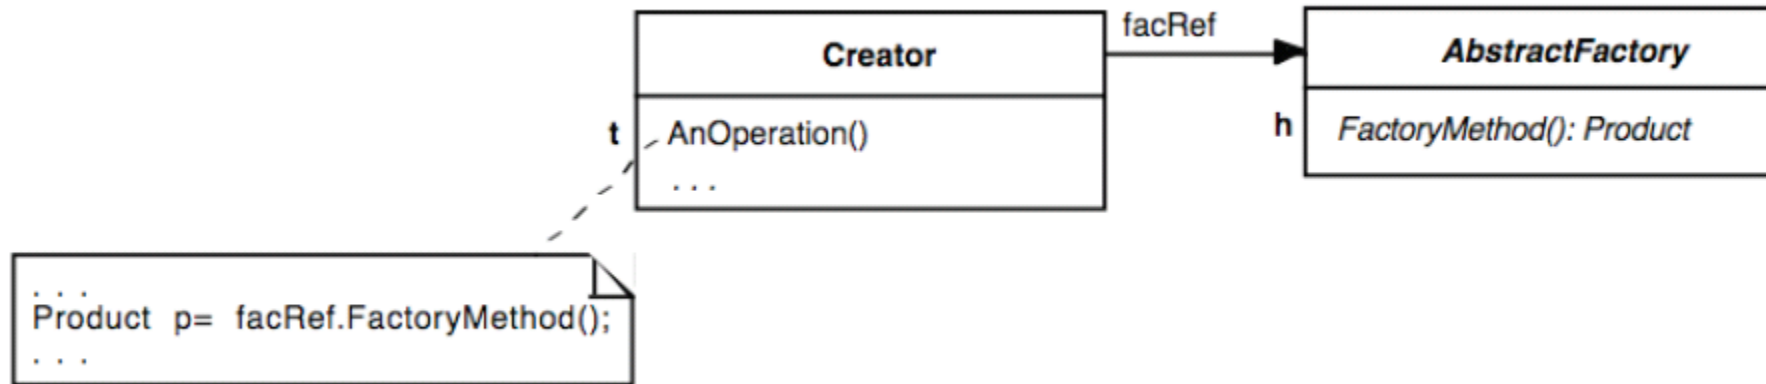 facRef
Creator
AbstractFactory
t
AnOperation()
. . .
h
FactoryMethod(): Product
. . .
Product p= facRef.FactoryMethod();
. . .